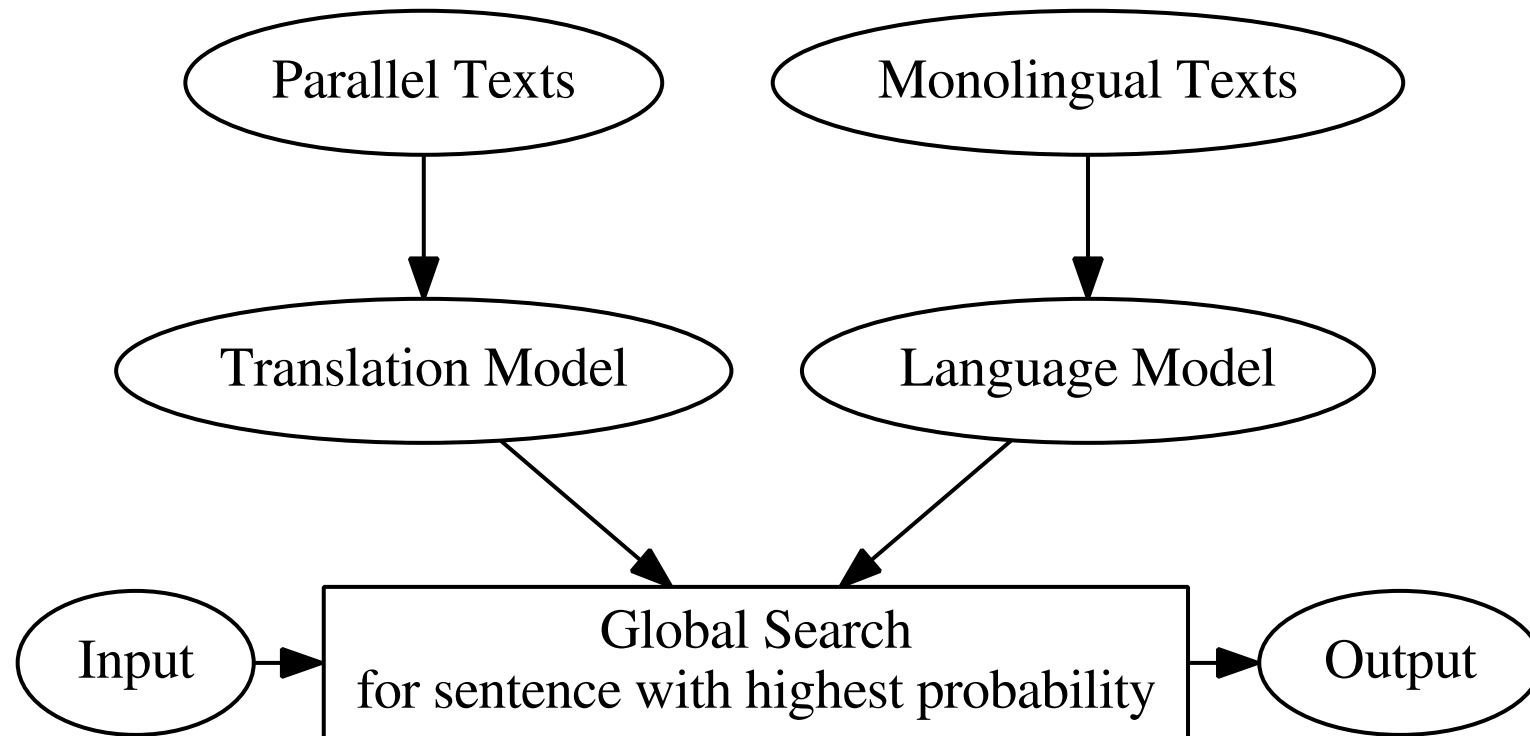 Parallel Texts
Monolingual Texts
Translation Model
Language Model
Input
Global Search
for sentence with highest probability
Output